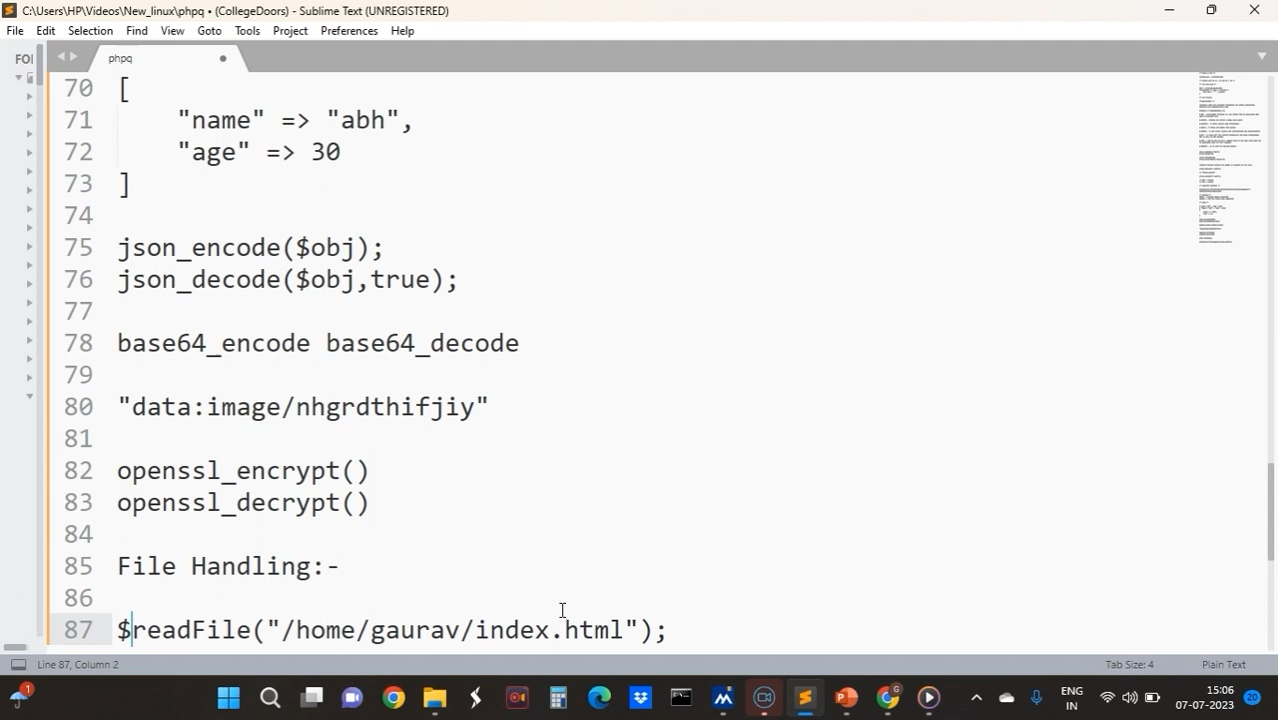 C:\Users\HP\Videos\New_linux\phpq • (CollegeDoors) - Sublime Text (UNREGISTERED)
File Edit Selection Find View Goto Tools Project Preferences Help
FOI
phpq
70 [
71 "name" => "abh",
72 "age" => 30
73 ]
74
75 json_encode($obj);
76 json_decode($obj,true);
77
78 base64_encode base64_decode
79
80 "data:image/nhgrdthifjiy"
81
82 openssl_encrypt()
83 openssl_decrypt()
84
85 File Handling:-
86
87 $readFile("/home/gaurav/index.html");
Line 87, Column 2 Tab Size: 4 Plain Text
1 G ENG 15:06
IN 07-07-2023 20